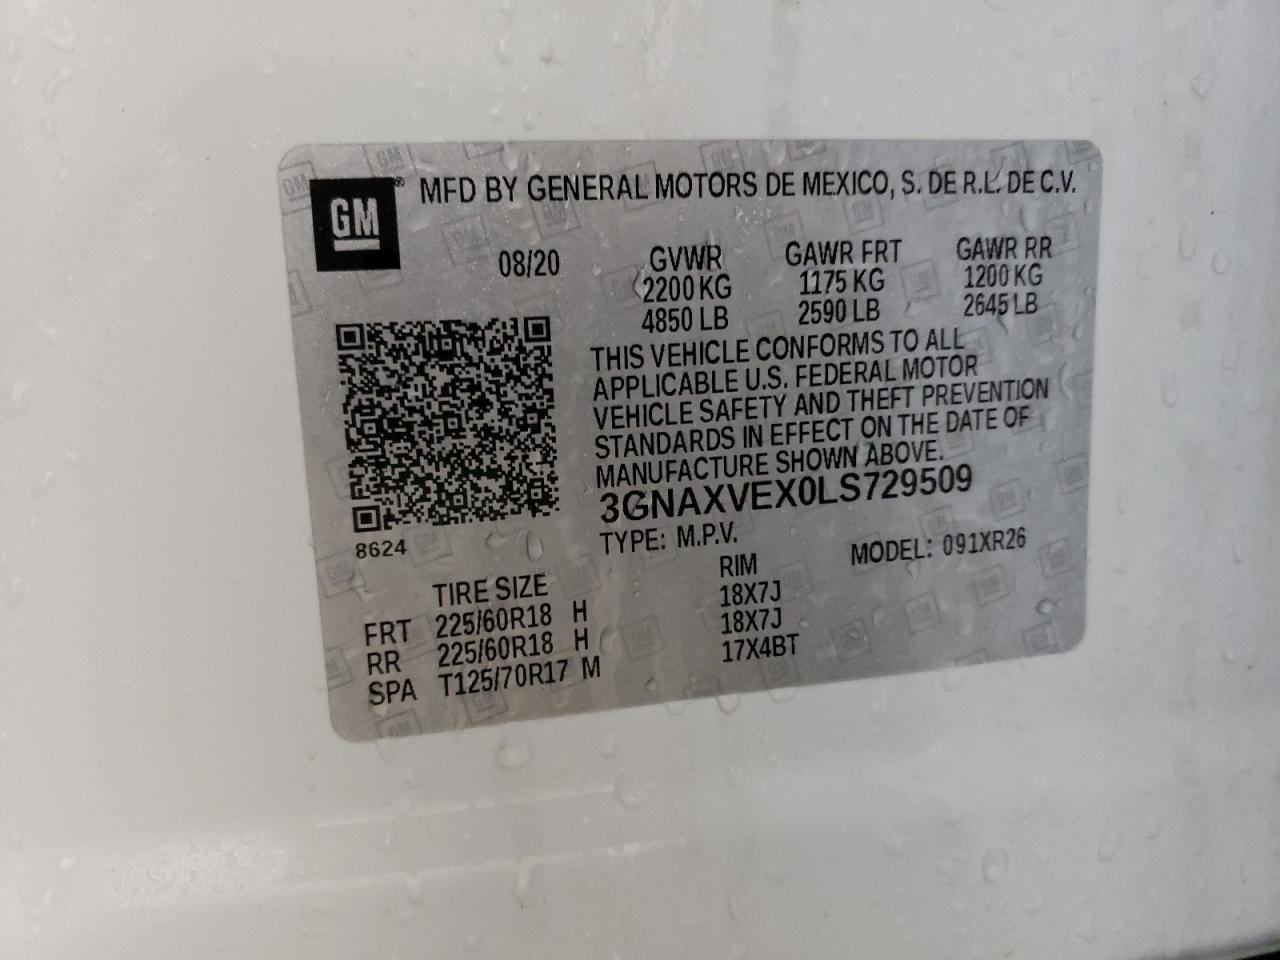 GM® MFD BY GENERAL MOTORS DE MEXICO, S. DE R.L. DE C.V.
08/20 GVWR GAWR FRT GAWR RR
2200 KG 1175 KG 1200 KG
4850 LB 2590 LB 2645 LB
THIS VEHICLE CONFORMS TO ALL
APPLICABLE U.S. FEDERAL MOTOR
VEHICLE SAFETY AND THEFT PREVENTION
STANDARDS IN EFFECT ON THE DATE OF
MANUFACTURE SHOWN ABOVE.
3GNAXVEX0LS729509
8624
TYPE: M.P.V. MODEL: 091XR26
TIRE SIZE RIM
FRT 225/60R18 H 18X7J
RR 225/60R18 H 18X7J
SPA T125/70R17 M 17X4BT